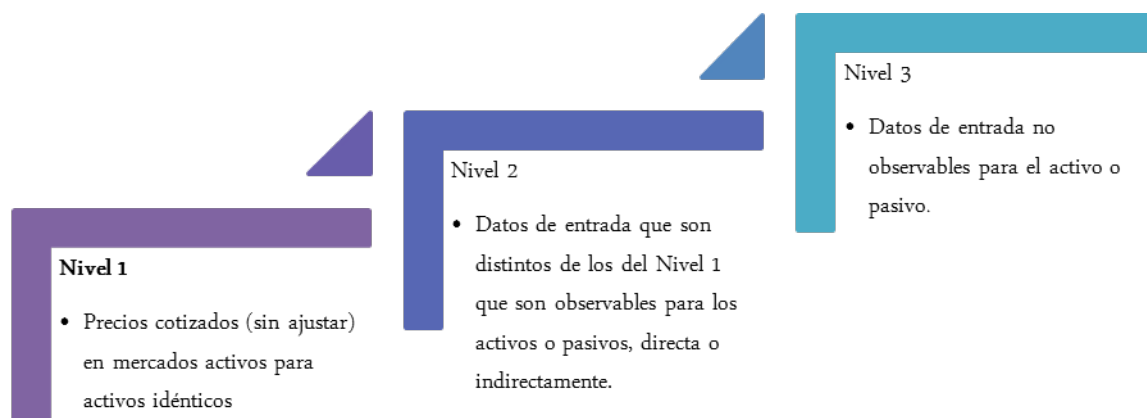 Nivel 1
• Precios cotizados (sin ajustar)
en mercados activos para
activos idénticos
Nivel 2
• Datos de entrada que son
distintos de los del Nivel 1
que son observables para los
activos o pasivos, directa o
indirectamente.
Nivel 3
• Datos de entrada no
observables para el activo o
pasivo.